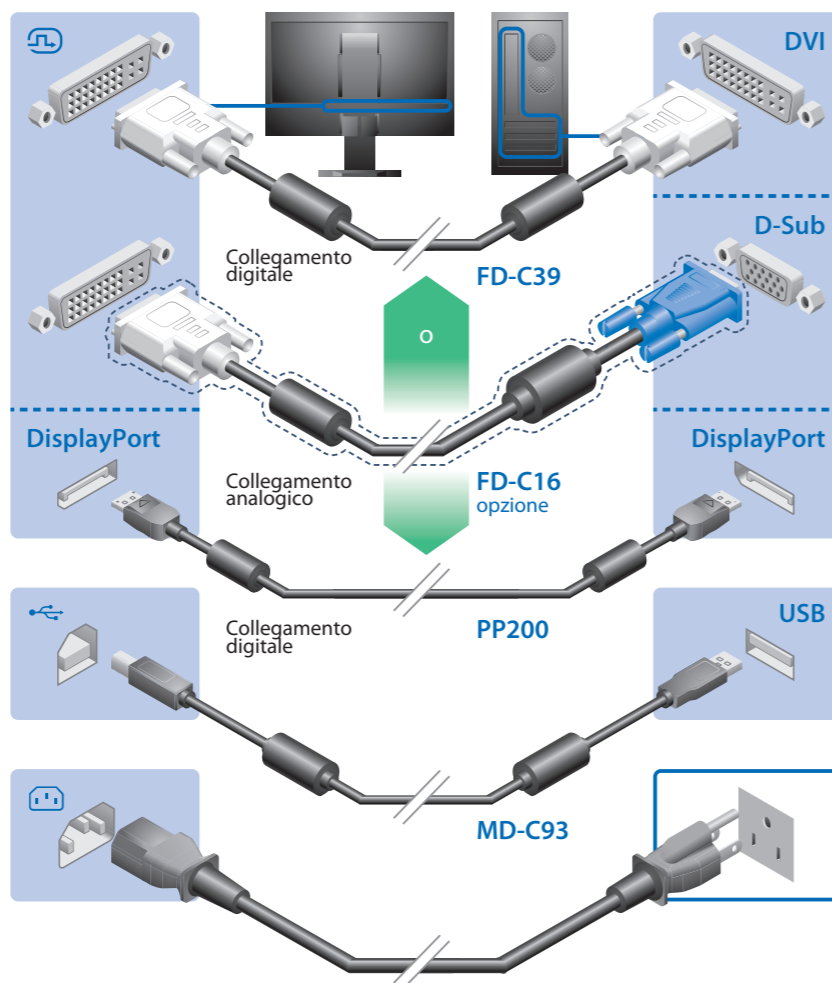 DVI
D-Sub
Collegamento
digitale
FD-C39
o
DisplayPort
DisplayPort
Collegamento
analogico
FD-C16
opzione
Collegamento
digitale
PP200
USB
MD-C93